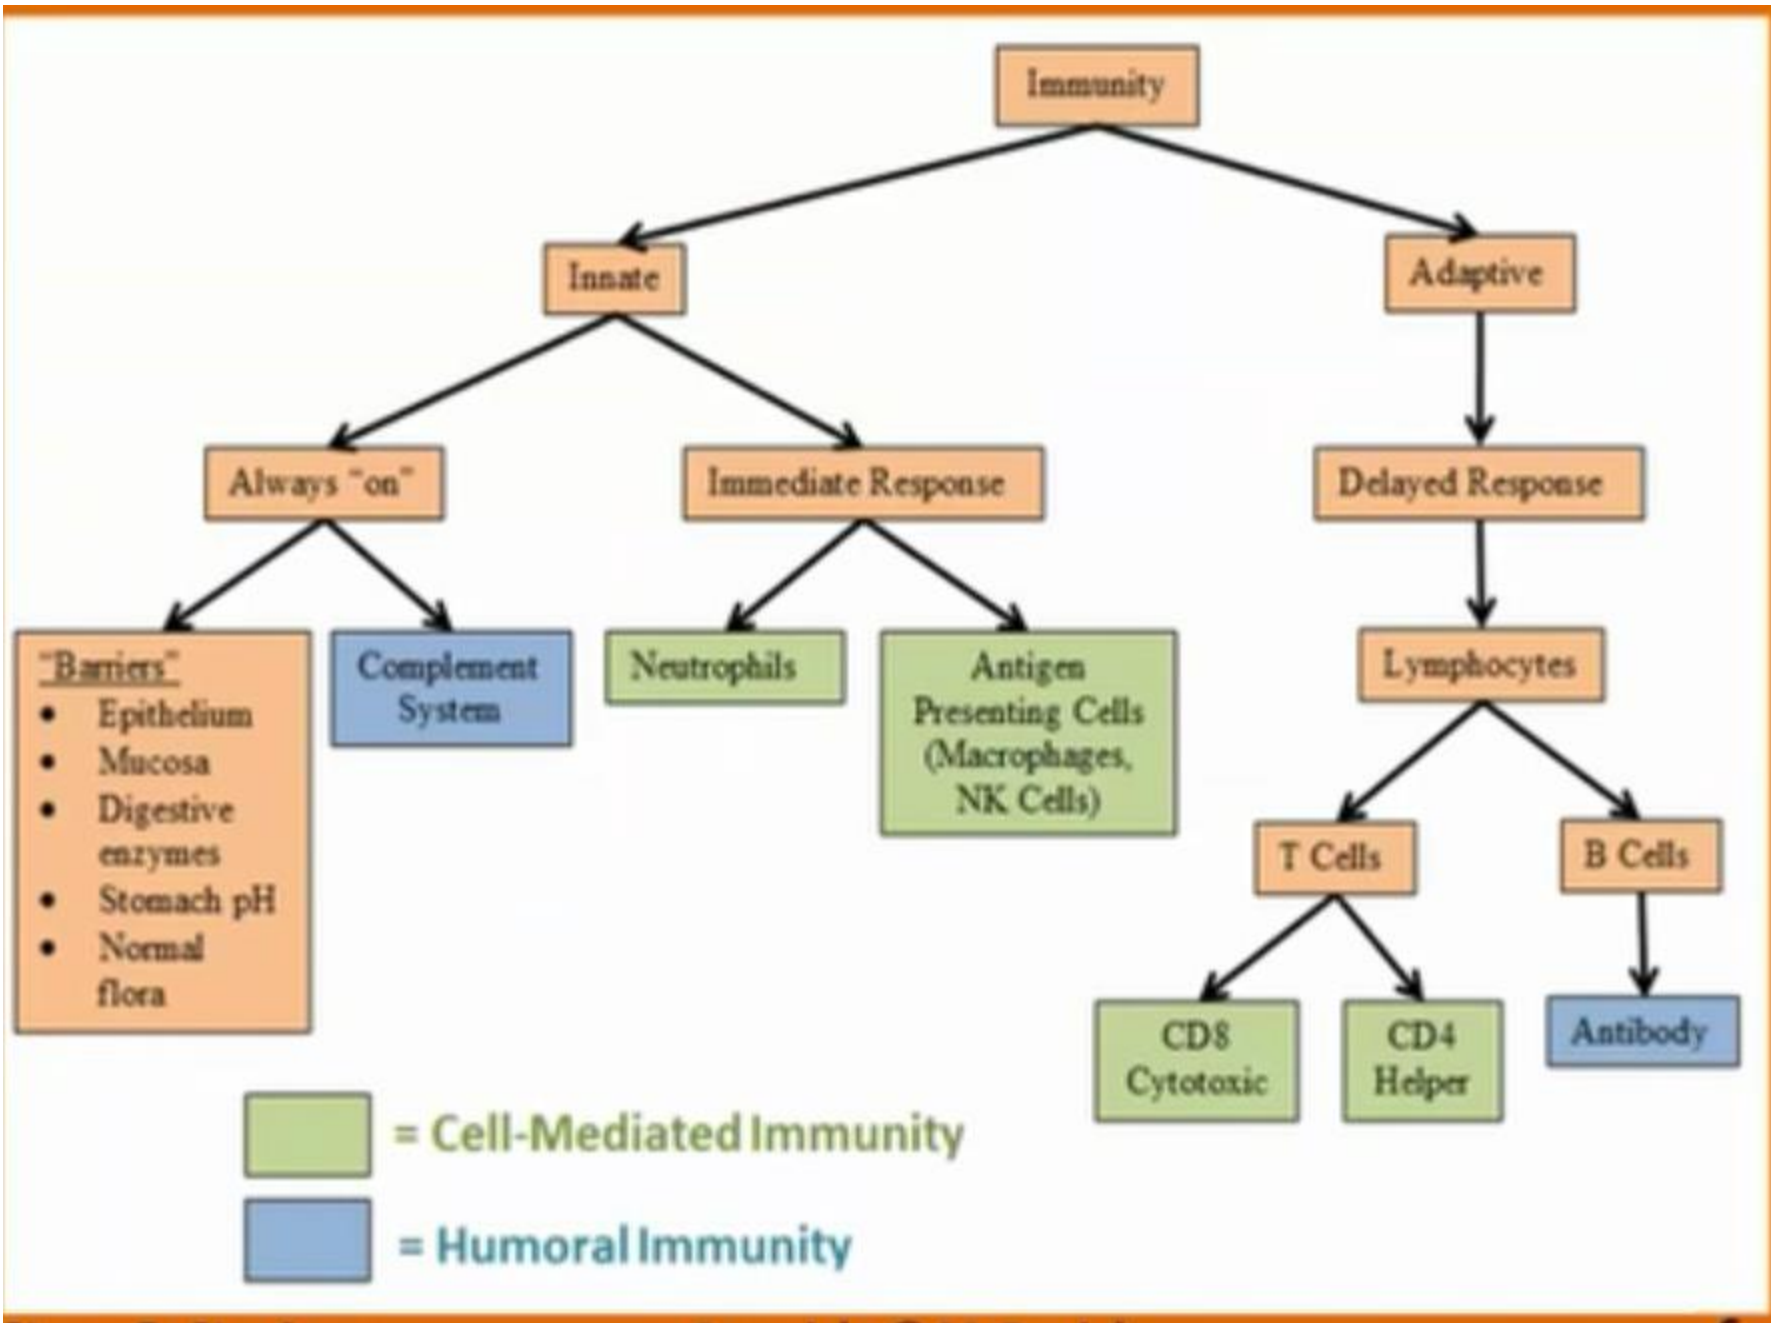 Immunity
Innate
Adaptive
Always "on"
Immediate Response
Delayed Response
"Barriers"
• Epithelium
• Mucosa
• Digestive
enzymes
• Stomach pH
• Normal
flora
Complement
System
Neutrophils
Antigen
Presenting Cells
(Macrophages,
NK Cells)
Lymphocytes
T Cells
B Cells
CD8
Cytotoxic
CD4
Helper
Antibody
= Cell-Mediated Immunity
= Humoral Immunity